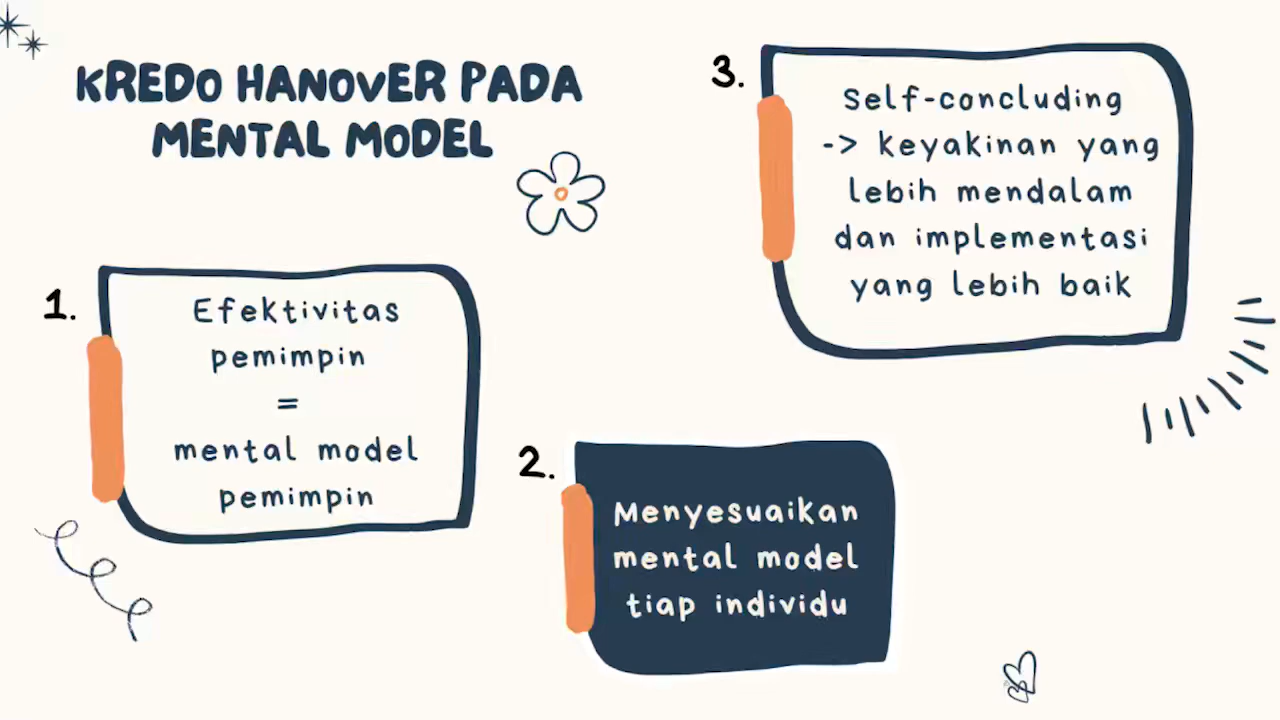 KREDO HANOVER PADA
MENTAL MODEL
1.
Efektivitas
pemimpin
=
mental model
pemimpin
2.
Menyesuaikan
mental model
tiap individu
3.
Self-concluding
-> keyakinan yang
lebih mendalam
dan implementasi
yang lebih baik